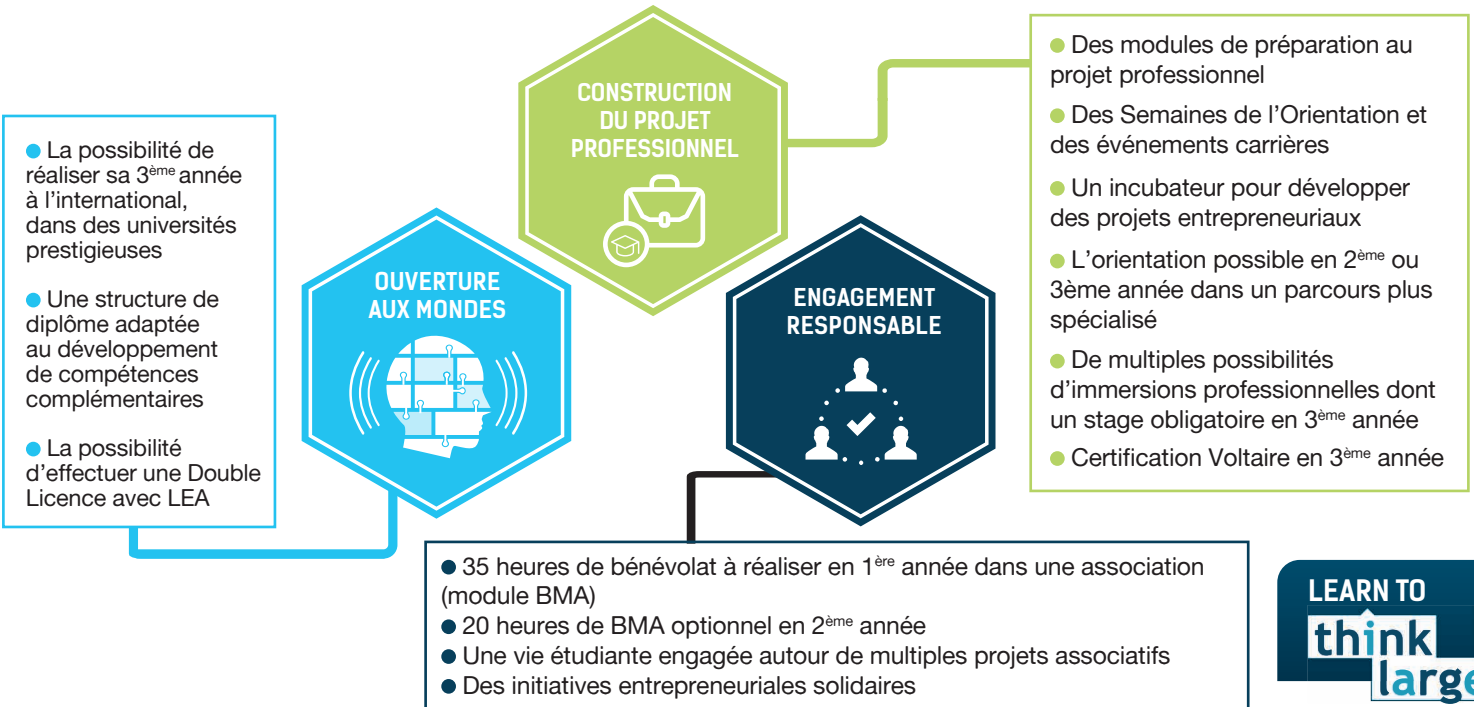 CONSTRUCTION
DU PROJET
PROFESSIONNEL
● Des modules de préparation au
projet professionnel
● Des Semaines de l'Orientation et
des événements carrières
● Un incubateur pour développer
des projets entrepreneuriaux
● L'orientation possible en 2ème ou
3ème année dans un parcours plus
spécialisé
● De multiples possibilités
d'immersions professionnelles dont
un stage obligatoire en 3ème année
● Certification Voltaire en 3ème année
● La possibilité de
réaliser sa 3ème année
à l'international,
dans des universités
prestigieuses
● Une structure de
diplôme adaptée
au développement
de compétences
complémentaires
● La possibilité
d'effectuer une Double
Licence avec LEA
OUVERTURE
AUX MONDES
ENGAGEMENT
RESPONSABLE
● 35 heures de bénévolat à réaliser en 1ère année dans une association
(module BMA)
● 20 heures de BMA optionnel en 2ème année
● Une vie étudiante engagée autour de multiples projets associatifs
● Des initiatives entrepreneuriales solidaires
LEARN TO
think
large